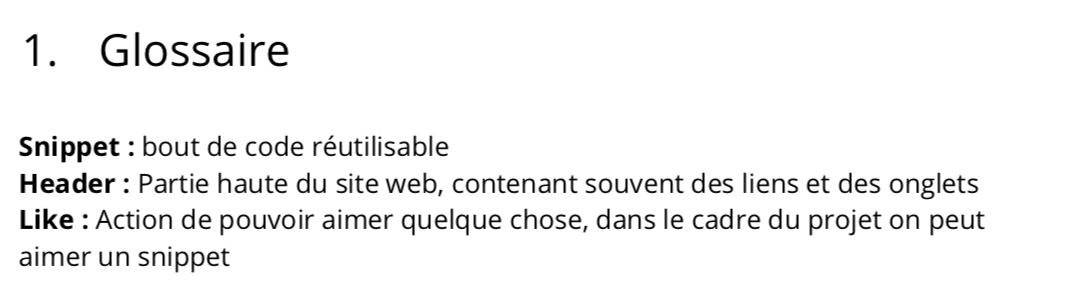 1. Glossaire
Snippet : bout de code réutilisable
Header : Partie haute du site web, contenant souvent des liens et des onglets
Like : Action de pouvoir aimer quelque chose, dans le cadre du projet on peut
aimer un snippet